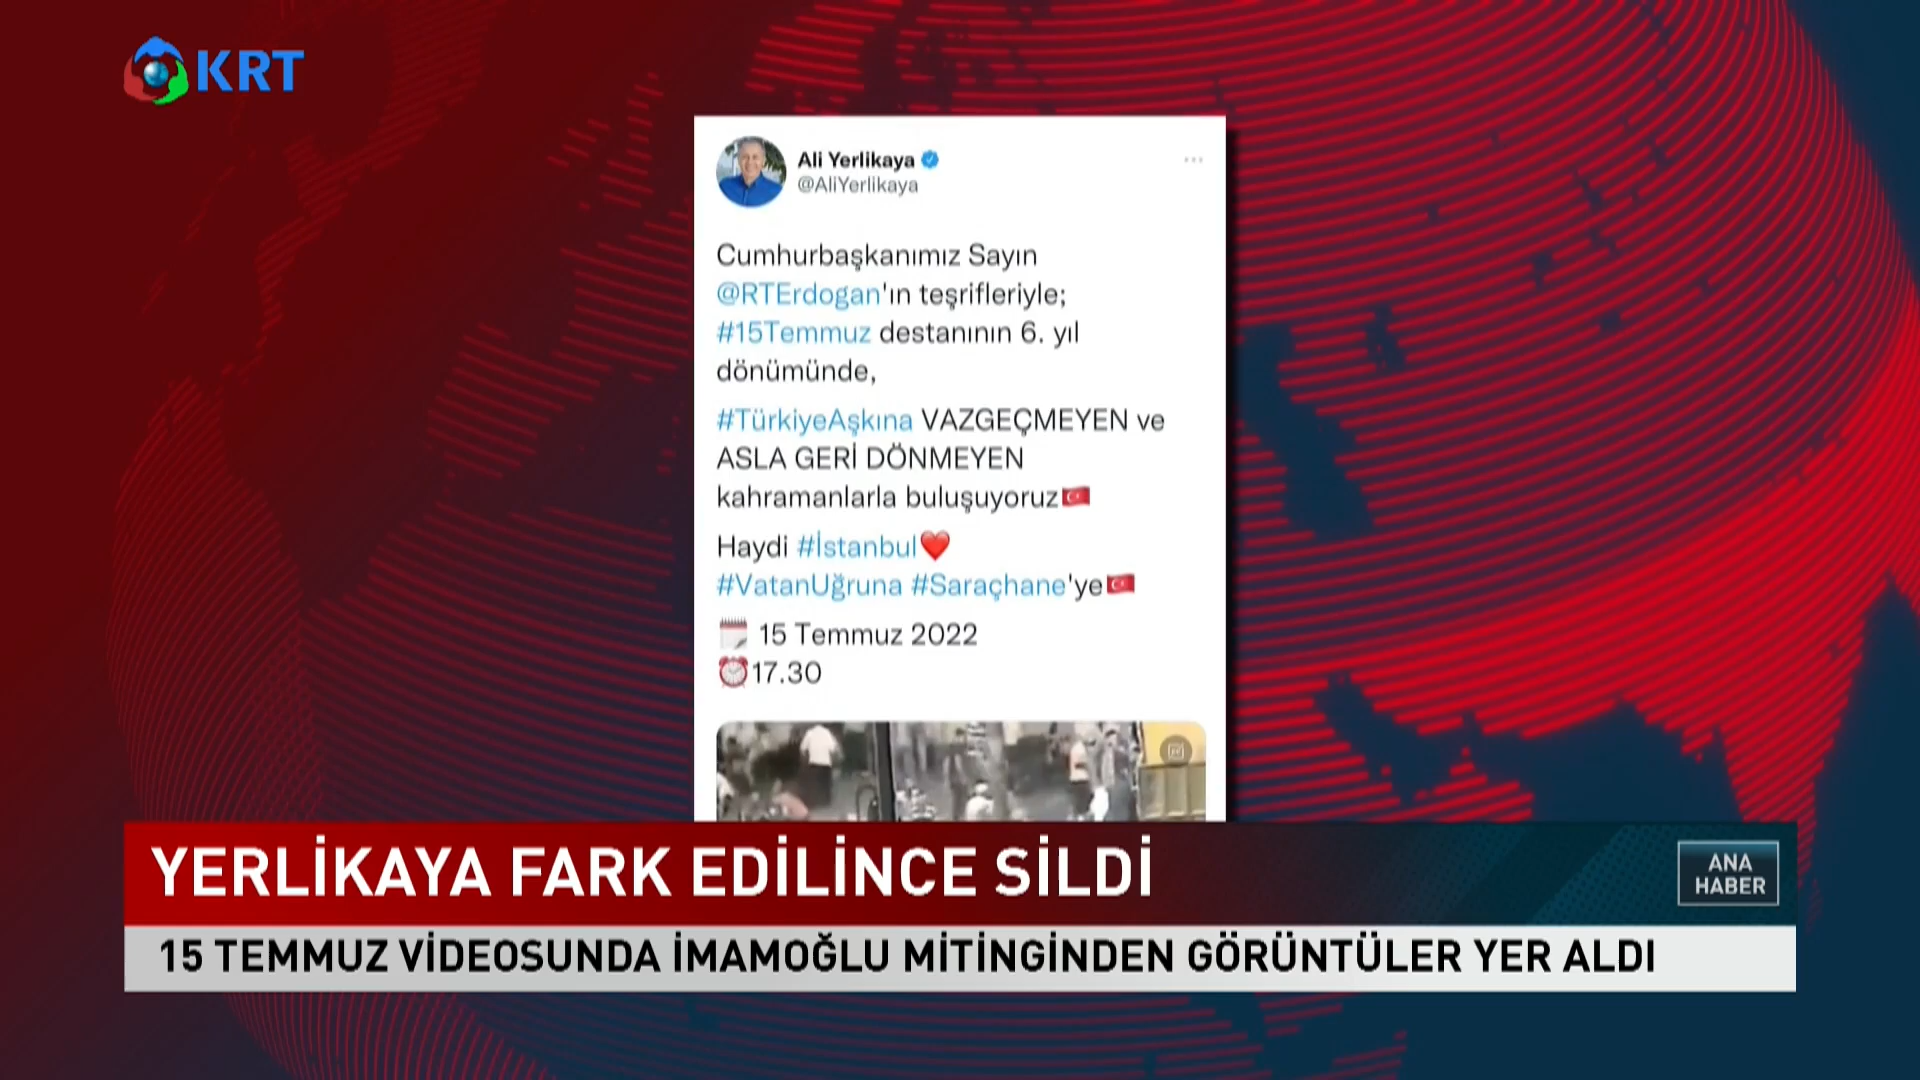 KRT
Ali Yerlikaya
@AliYerlikaya
Cumhurbaşkanımız Sayın
@RTErdogan'ın teşrifleriyle;
#15Temmuz destanının 6. yıl
dönümünde,
#TürkiyeAşkına VAZGEÇMEYEN ve
ASLA GERİ DÖNMEYEN
kahramanlarla buluşuyoruz🇹🇷
Haydi #İstanbul❤️
#VatanUğruna #Saraçhane'ye🇹🇷
🗓 15 Temmuz 2022
⏰17.30
YERLİKAYA FARK EDİLİNCE SİLDİ
ANA
HABER
15 TEMMUZ VİDEOSUNDA İMAMOĞLU MİTİNGİNDEN GÖRÜNTÜLER YER ALDI